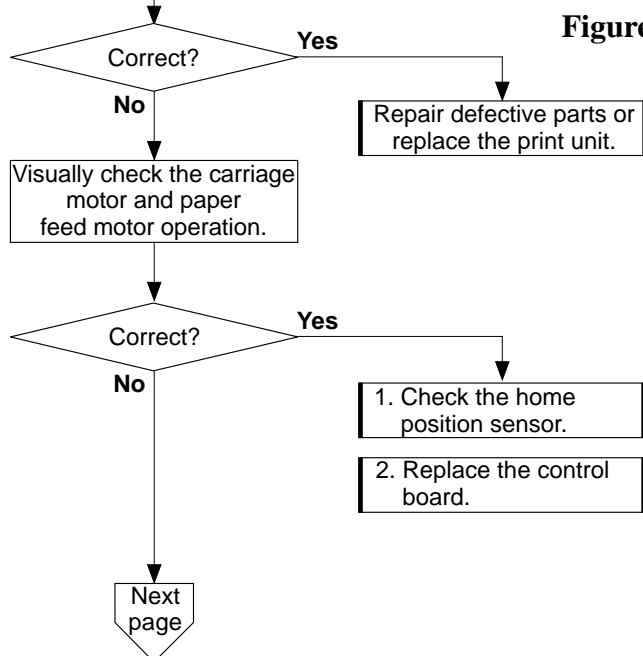 Figure
Correct?
Yes
No
Repair defective parts or
replace the print unit.
Visually check the carriage
motor and paper
feed motor operation.
Correct?
Yes
No
1. Check the home
position sensor.
2. Replace the control
board.
Next
page